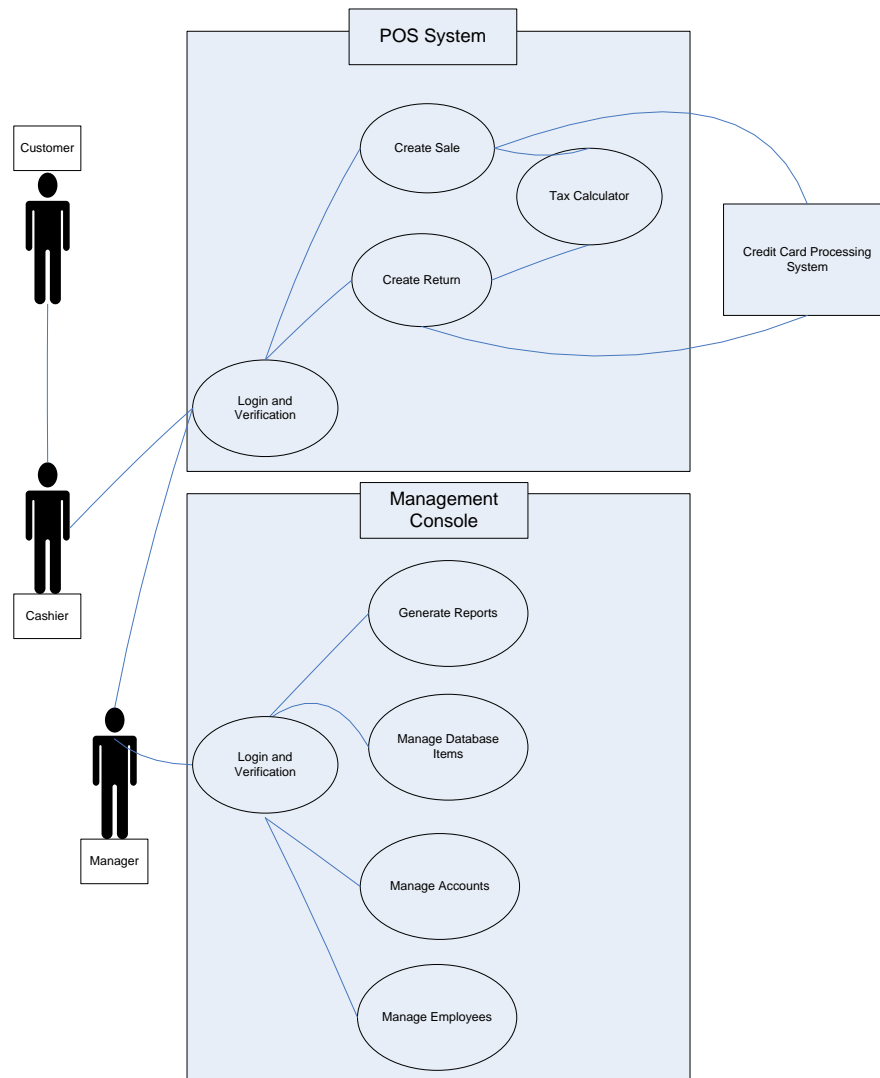 POS System
Customer
Create Sale
Tax Calculator
Credit Card Processing
System
Create Return
Login and
Verification
Cashier
Management
Console
Generate Reports
Manage Database
Items
Login and
Verification
Manager
Manage Accounts
Manage Employees